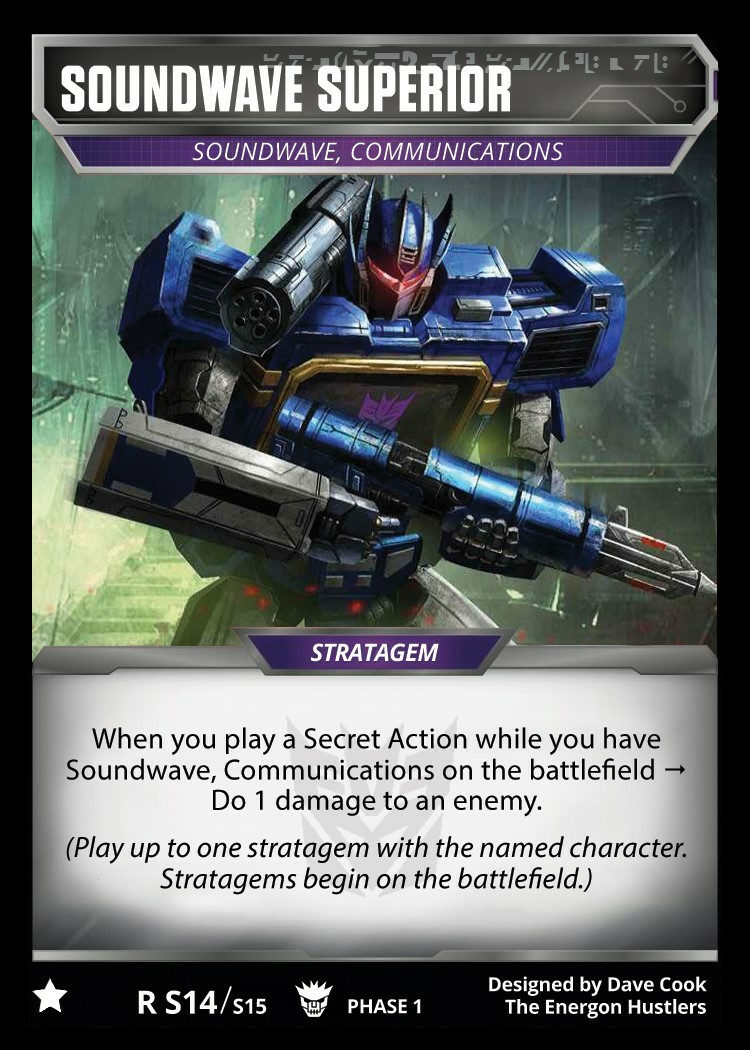 SOUNDWAVE SUPERIOR
SOUNDWAVE, COMMUNICATIONS
STRATAGEM
When you play a Secret Action while you have
Soundwave, Communications on the battlefield →
Do 1 damage to an enemy.
(Play up to one stratagem with the named character.
Stratagems begin on the battlefield.)
R S14/S15 PHASE 1
Designed by Dave Cook
The Energon Hustlers